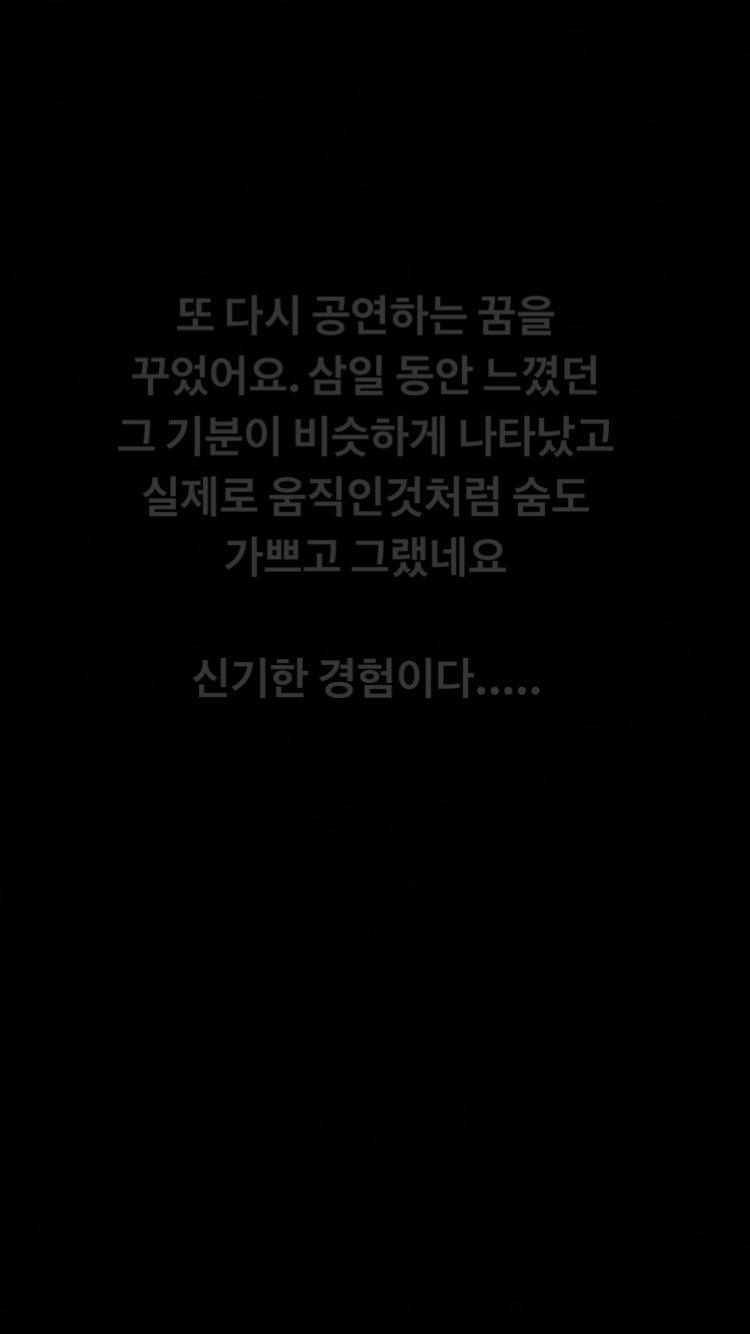 또 다시 공연하는 꿈을
꾸었어요. 삼일 동안 느꼈던
그 기분이 비슷하게 나타났고
실제로 움직인것처럼 숨도
가쁘고 그랬네요
신기한 경험이다.....